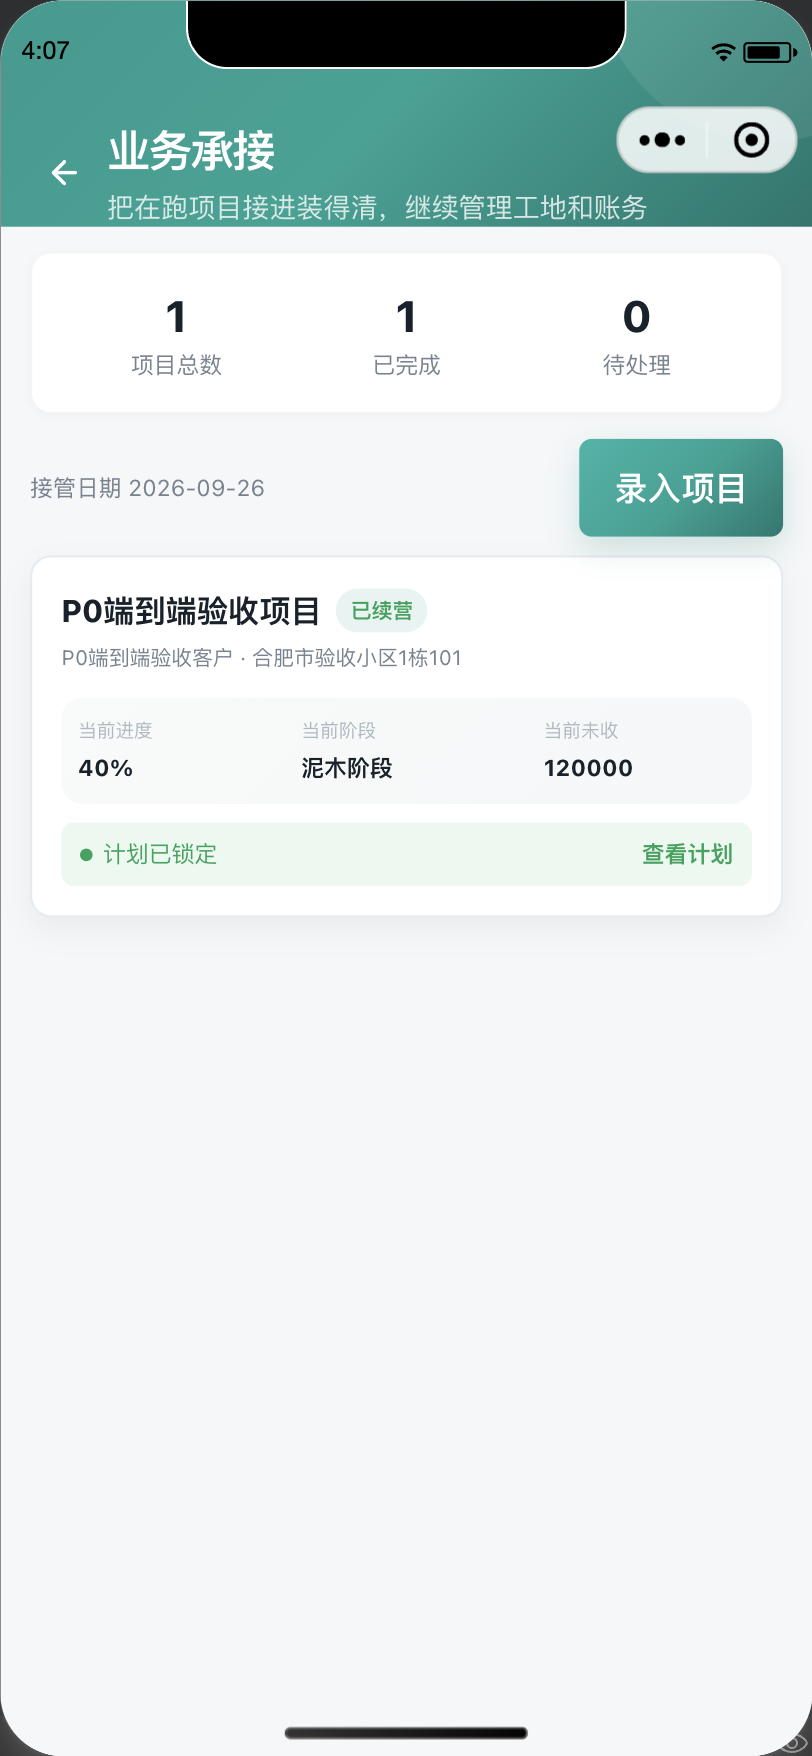 4:07
业务承接
把在跑项目接进装得清，继续管理工地和账务
1 1 0
项目总数 已完成 待处理
接管日期 2026-09-26 录入项目
P0端到端验收项目 已续营
P0端到端验收客户 · 合肥市验收小区1栋101
当前进度 当前阶段 当前未收
40% 泥木阶段 120000
计划已锁定 查看计划